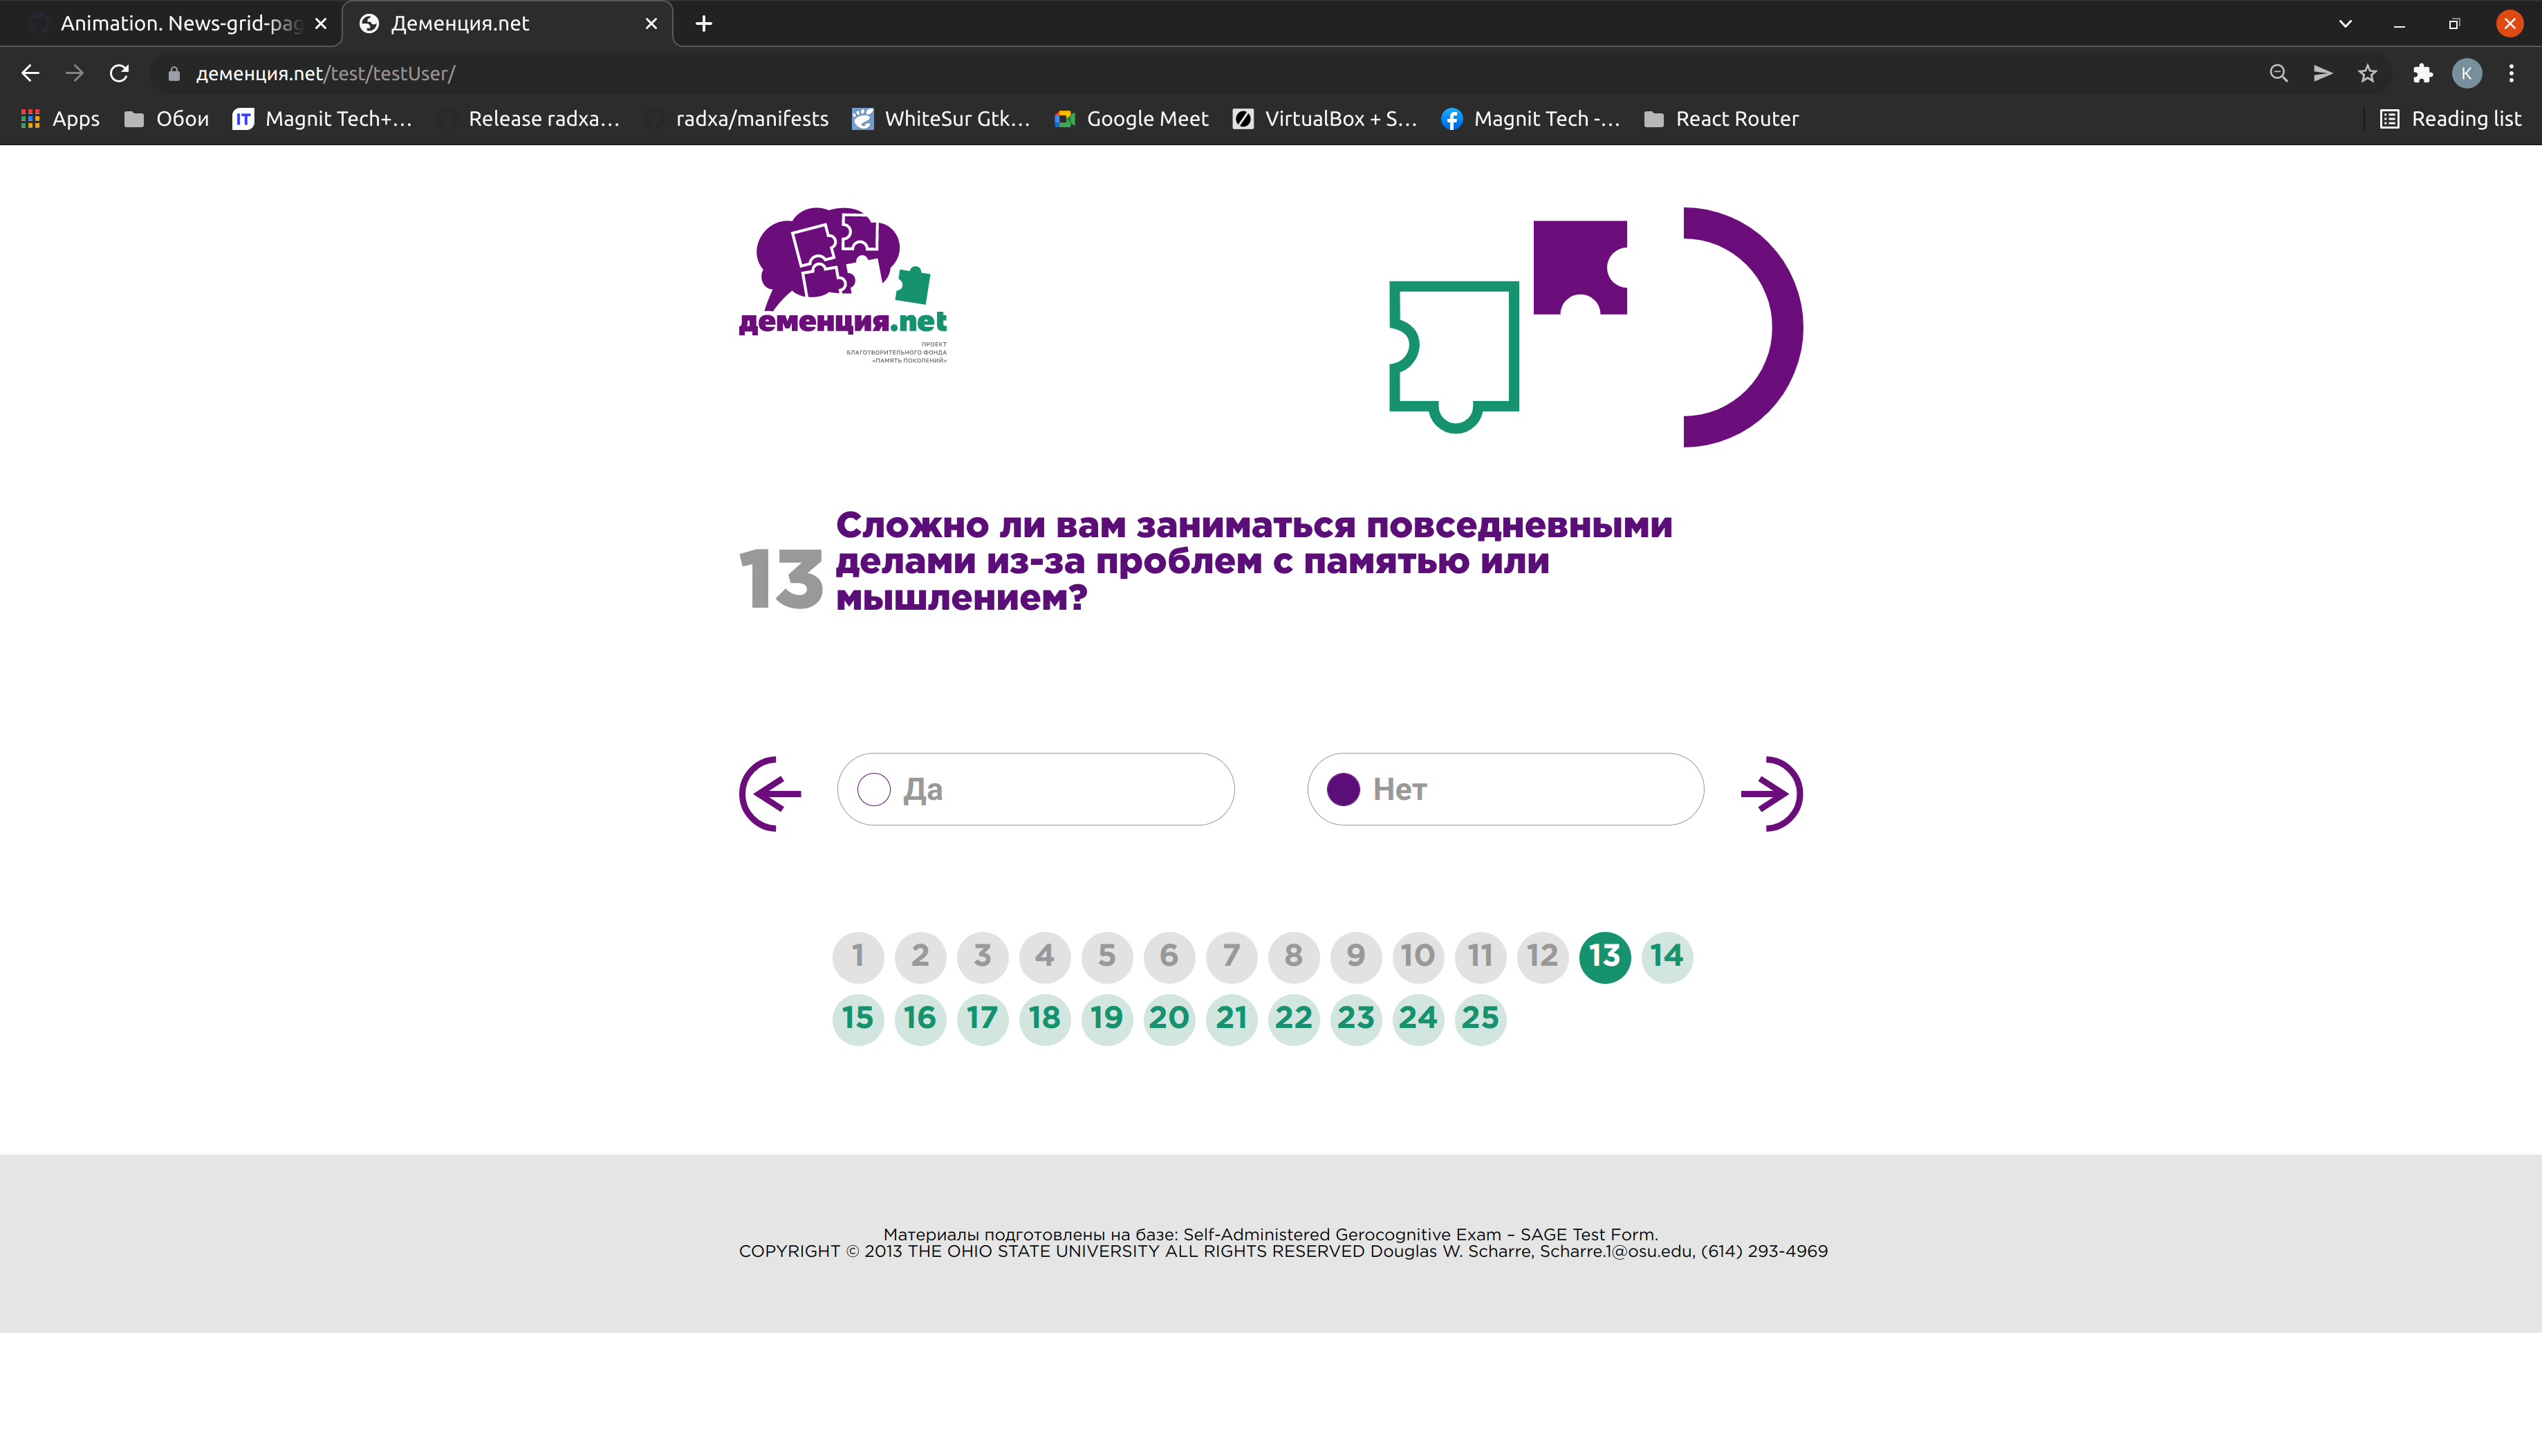 Animation. News-grid-pag
Деменция.net
деменция.net/test/testUser/
K
Apps
Обои
IT
Magnit Tech+...
Release radxa...
radxa/manifests
WhiteSur Gtk...
Google Meet
VirtualBox + S...
Magnit Tech -...
React Router
Reading list
деменция.net
ПРОЕКТ
БЛАГОТВОРИТЕЛЬНОГО ФОНДА
«ПАМЯТЬ ПОКОЛЕНИЙ»
13
Сложно ли вам заниматься повседневными
делами из-за проблем с памятью или
мышлением?
Да
Нет
1 2 3 4 5 6 7 8 9 10 11 12 13 14
15 16 17 18 19 20 21 22 23 24 25
Материалы подготовлены на базе: Self-Administered Gerocognitive Exam – SAGE Test Form.
COPYRIGHT © 2013 THE OHIO STATE UNIVERSITY ALL RIGHTS RESERVED Douglas W. Scharre, Scharre.1@osu.edu, (614) 293-4969